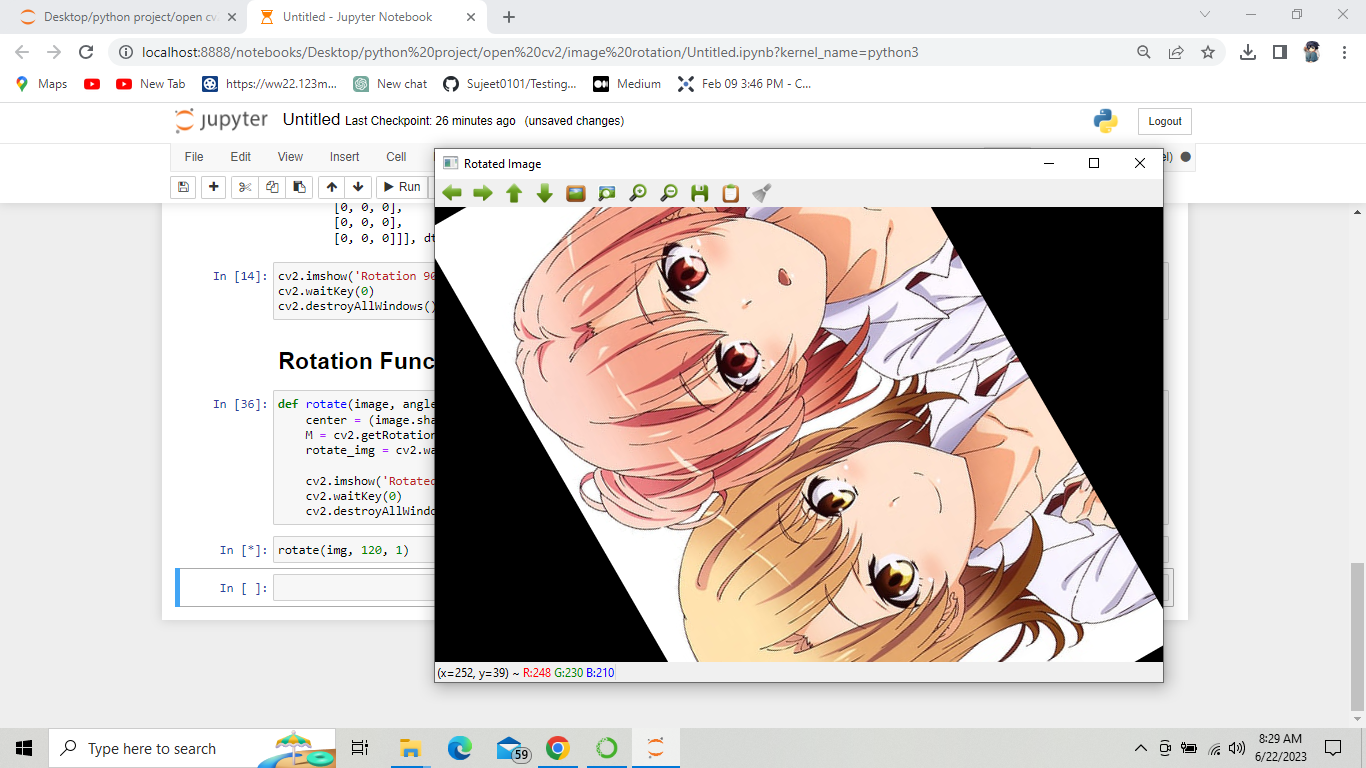 Desktop/python project/open cv
Untitled - Jupyter Notebook
localhost:8888/notebooks/Desktop/python%20project/open%20cv2/image%20rotation/Untitled.ipynb?kernel_name=python3
Maps
New Tab
https://ww22.123m...
New chat
Sujeet0101/Testing...
Medium
Feb 09 3:46 PM - C...
jupyter Untitled Last Checkpoint: 26 minutes ago (unsaved changes)
Logout
File Edit View Insert Cell
Run
[0, 0, 0],
[0, 0, 0],
[0, 0, 0]]], dt
In [14]: cv2.imshow('Rotation 90
cv2.waitKey(0)
cv2.destroyAllWindows()
Rotation Func
In [36]: def rotate(image, angle
center = (image.sha
M = cv2.getRotation
rotate_img = cv2.wa
cv2.imshow('Rotated
cv2.waitKey(0)
cv2.destroyAllWindo
In [*]: rotate(img, 120, 1)
In [ ]:
Rotated Image
(x=252, y=39) ~ R:248 G:230 B:210
Type here to search
59
8:29 AM
6/22/2023